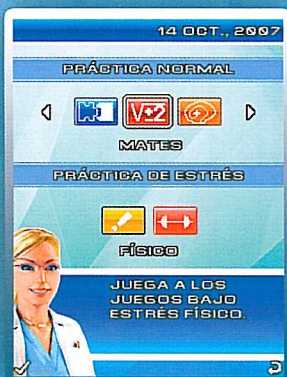 14 OCT., 2007
PRÁCTICA NORMAL
V±2
MATES
PRÁCTICA DE ESTRÉS
FÍSICO
JUEGA A LOS
JUEGOS BAJO
ESTRÉS FÍSICO.